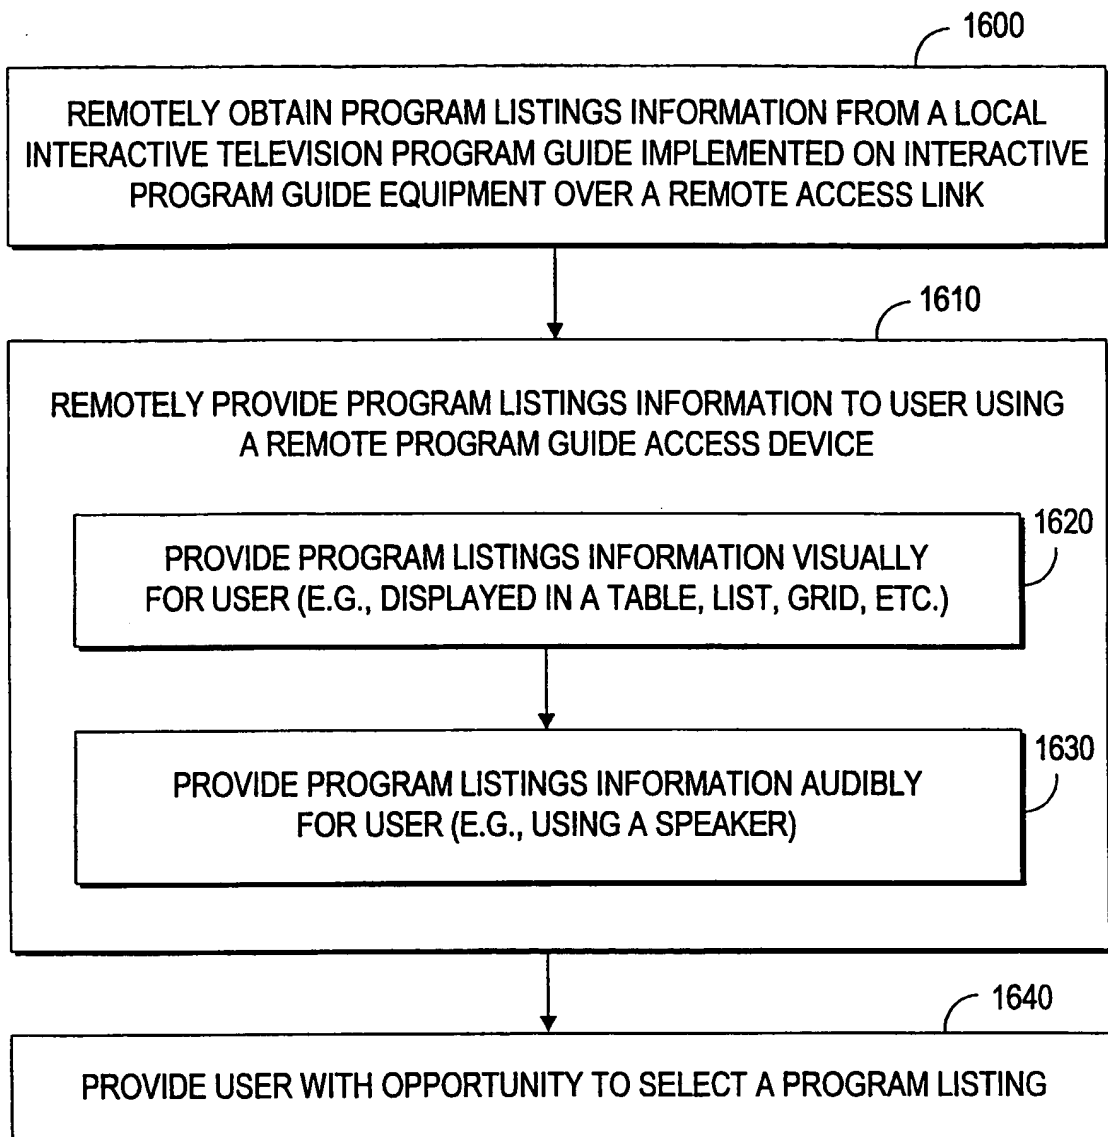 1600
REMOTELY OBTAIN PROGRAM LISTINGS INFORMATION FROM A LOCAL
INTERACTIVE TELEVISION PROGRAM GUIDE IMPLEMENTED ON INTERACTIVE
PROGRAM GUIDE EQUIPMENT OVER A REMOTE ACCESS LINK
1610
REMOTELY PROVIDE PROGRAM LISTINGS INFORMATION TO USER USING
A REMOTE PROGRAM GUIDE ACCESS DEVICE
1620
PROVIDE PROGRAM LISTINGS INFORMATION VISUALLY
FOR USER (E.G., DISPLAYED IN A TABLE, LIST, GRID, ETC.)
1630
PROVIDE PROGRAM LISTINGS INFORMATION AUDIBLY
FOR USER (E.G., USING A SPEAKER)
1640
PROVIDE USER WITH OPPORTUNITY TO SELECT A PROGRAM LISTING